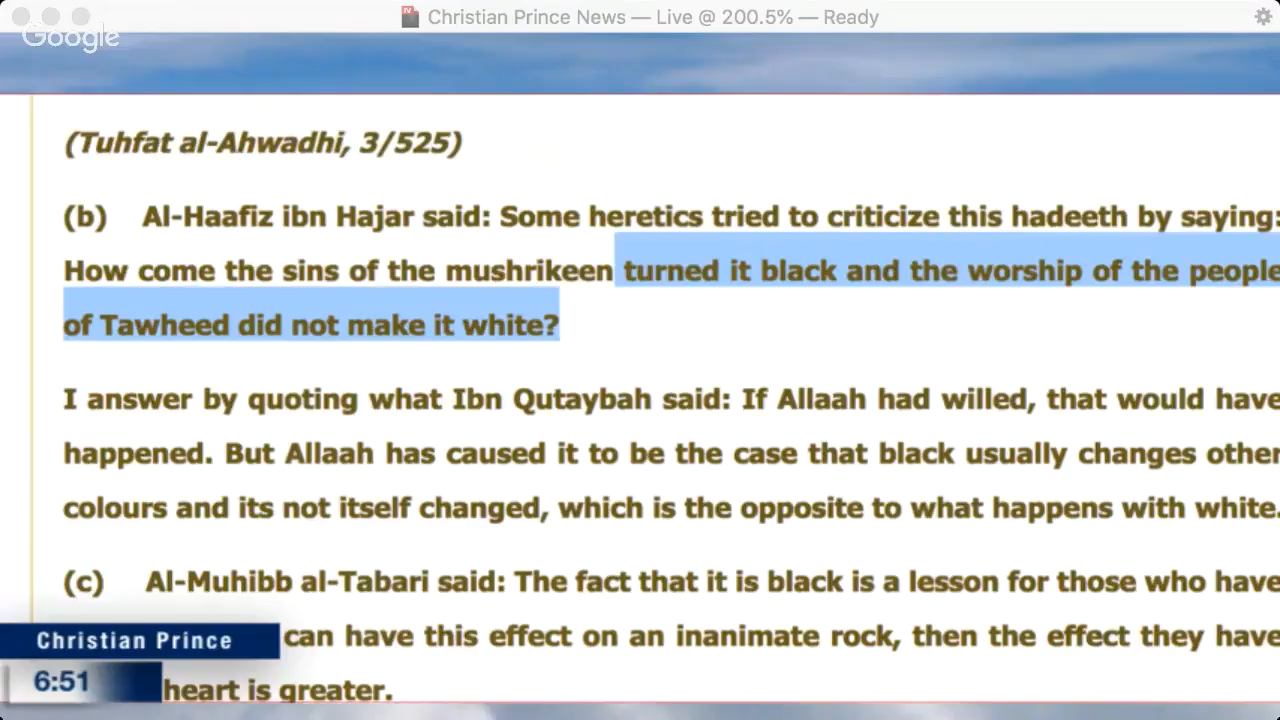 Christian Prince News — Live @ 200.5% — Ready
Google
(Tuhfat al-Ahwadhi, 3/525)
(b) Al-Haafiz ibn Hajar said: Some heretics tried to criticize this hadeeth by saying:
How come the sins of the mushrikeen turned it black and the worship of the people
of Tawheed did not make it white?
I answer by quoting what Ibn Qutaybah said: If Allaah had willed, that would have
happened. But Allaah has caused it to be the case that black usually changes other
colours and its not itself changed, which is the opposite to what happens with white.
(c) Al-Muhibb al-Tabari said: The fact that it is black is a lesson for those who have
can have this effect on an inanimate rock, then the effect they have
heart is greater.
Christian Prince
6:51